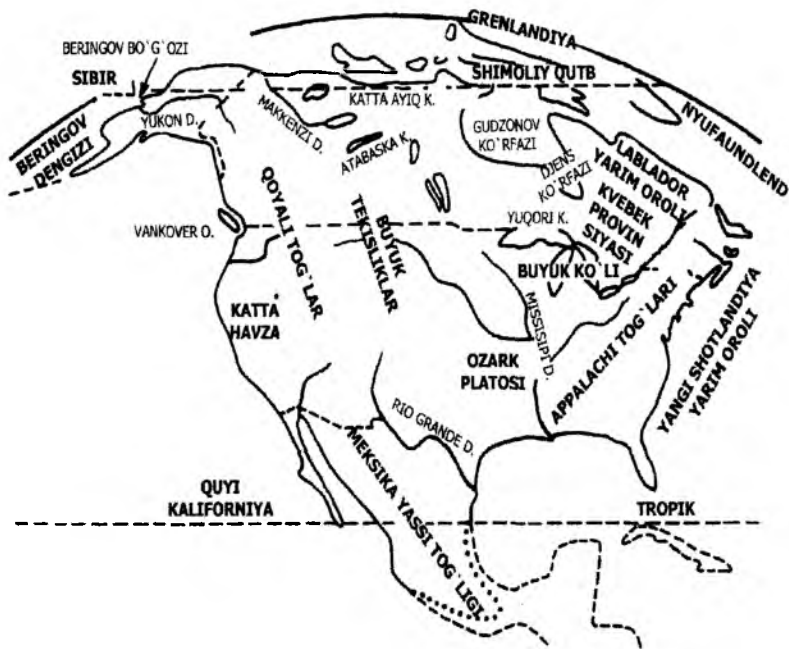 GRENLANDIYA
BERINGOV BO`G`OZI
SIBIR
SHIMOLIY QUTB
KATTA AYIQ K.
MAKKENZI D.
YUKON D.
BERINGOV
DENGIZI
ATABASKA K.
GUDZONOV
KO`RFAZI
DJENS
KO`RFAZI
NYUFAUNDLEND
LABLADOR
YARIM OROLI
KVEBEK
PROVIN
SIYASI
VANKOVER O.
QOYALI TOG`LAR
BUYUK
TEKISLIKLAR
YUQORI K.
BUYUK KO`LI
KATTA
HAVZA
MISSISIPI D.
OZARK
PLATOSI
APPALACHI TOG`LARI
YANGI SHOTLANDIYA
YARIM OROLI
RIO GRANDE D.
MEKSIKA YASSI TOG`LIGI
QUYI
KALIFORNIYA
TROPIK